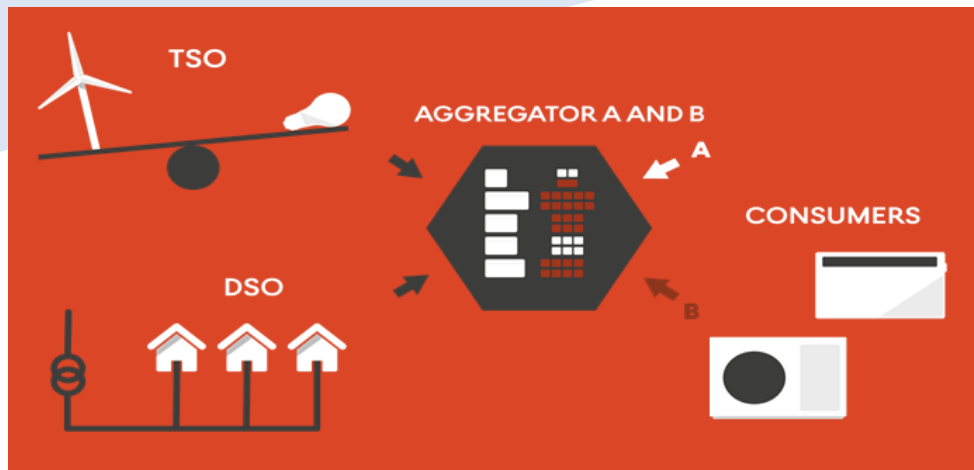 TSO
AGGREGATOR A AND B
A
CONSUMERS
DSO
B